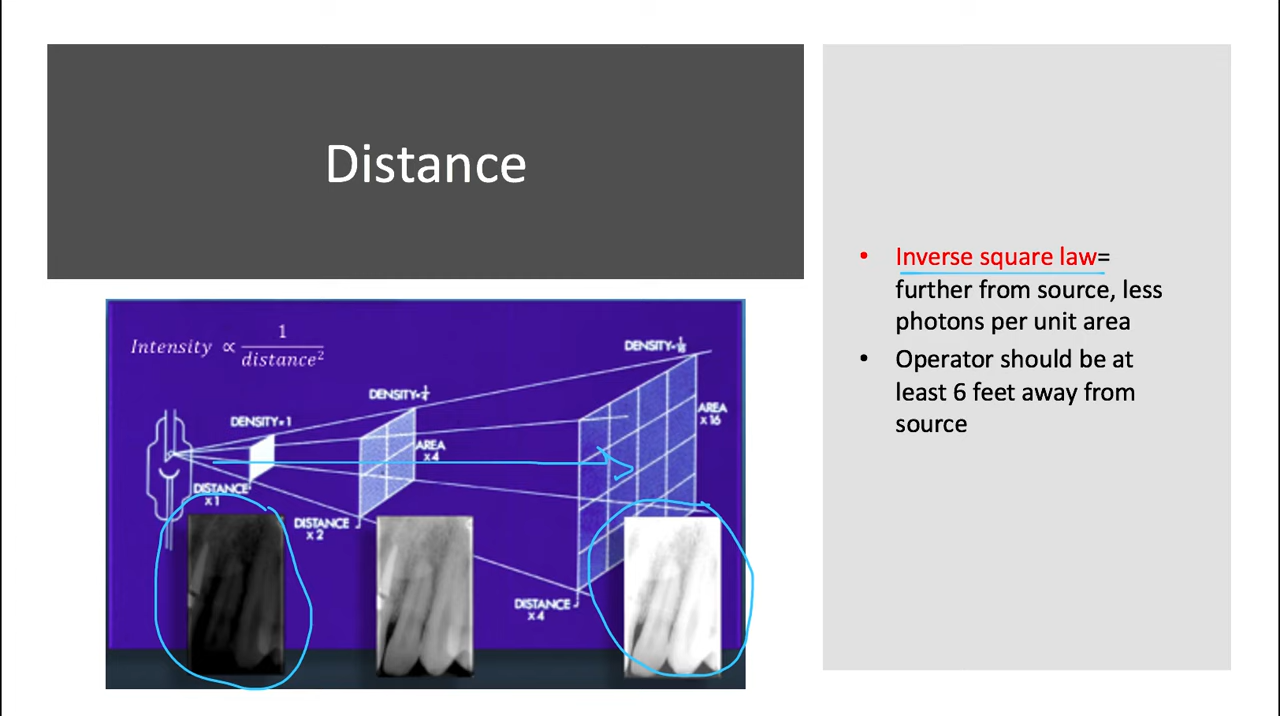 Distance
Intensity ∝ 1/distance²
DENSITY=1
DENSITY=¼
DENSITY=1/16
AREA
x 4
AREA
x 16
DISTANCE
x 1
DISTANCE
x 2
DISTANCE
x 4
• Inverse square law=
further from source, less
photons per unit area
• Operator should be at
least 6 feet away from
source